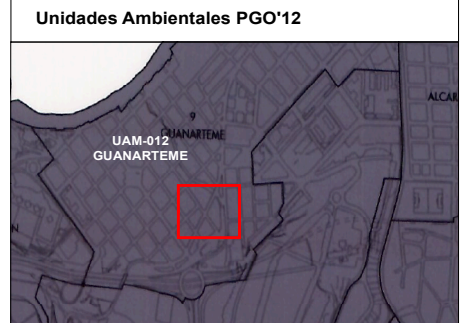 Unidades Ambientales PGO'12
ALCAR
9
GUANARTEME
UAM-012
GUANARTEME
N